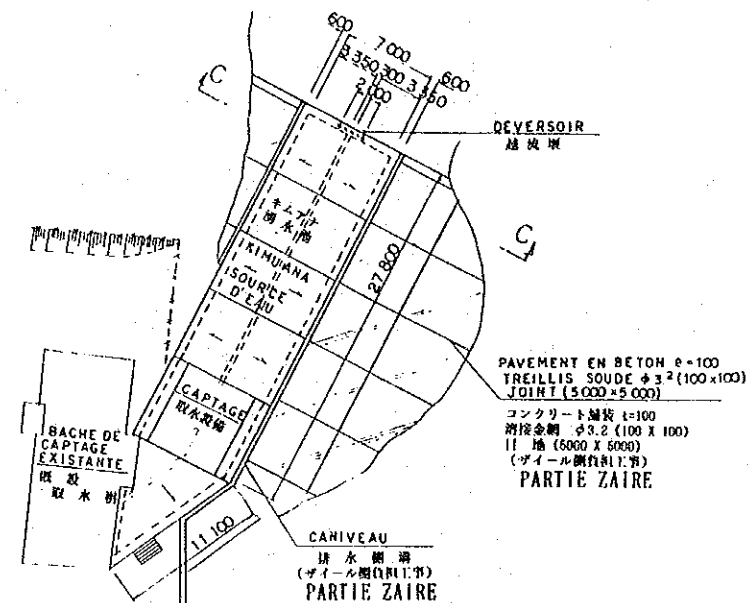 600
7 000
600
3 350 300 3 350
2 000
C
DEVERSOIR
越流堰
C
キムアナ
湧水池
KIMUANA
SOURCE
D'EAU
27.800
PAVEMENT EN BETON e=100
TREILLIS SOUDE φ3² (100×100)
JOINT (5 000×5 000)
コンクリート舗装 t=100
溶接金網 φ3.2 (100 X 100)
目 地 (5000 X 5000)
(ザイール側負担工事)
PARTIE ZAIRE
CAPTAGE
取水設備
BACHE DE
CAPTAGE
EXISTANTE
既設
取水桝
11 100
CANIVEAU
排水側溝
(ザイール側負担工事)
PARTIE ZAIRE